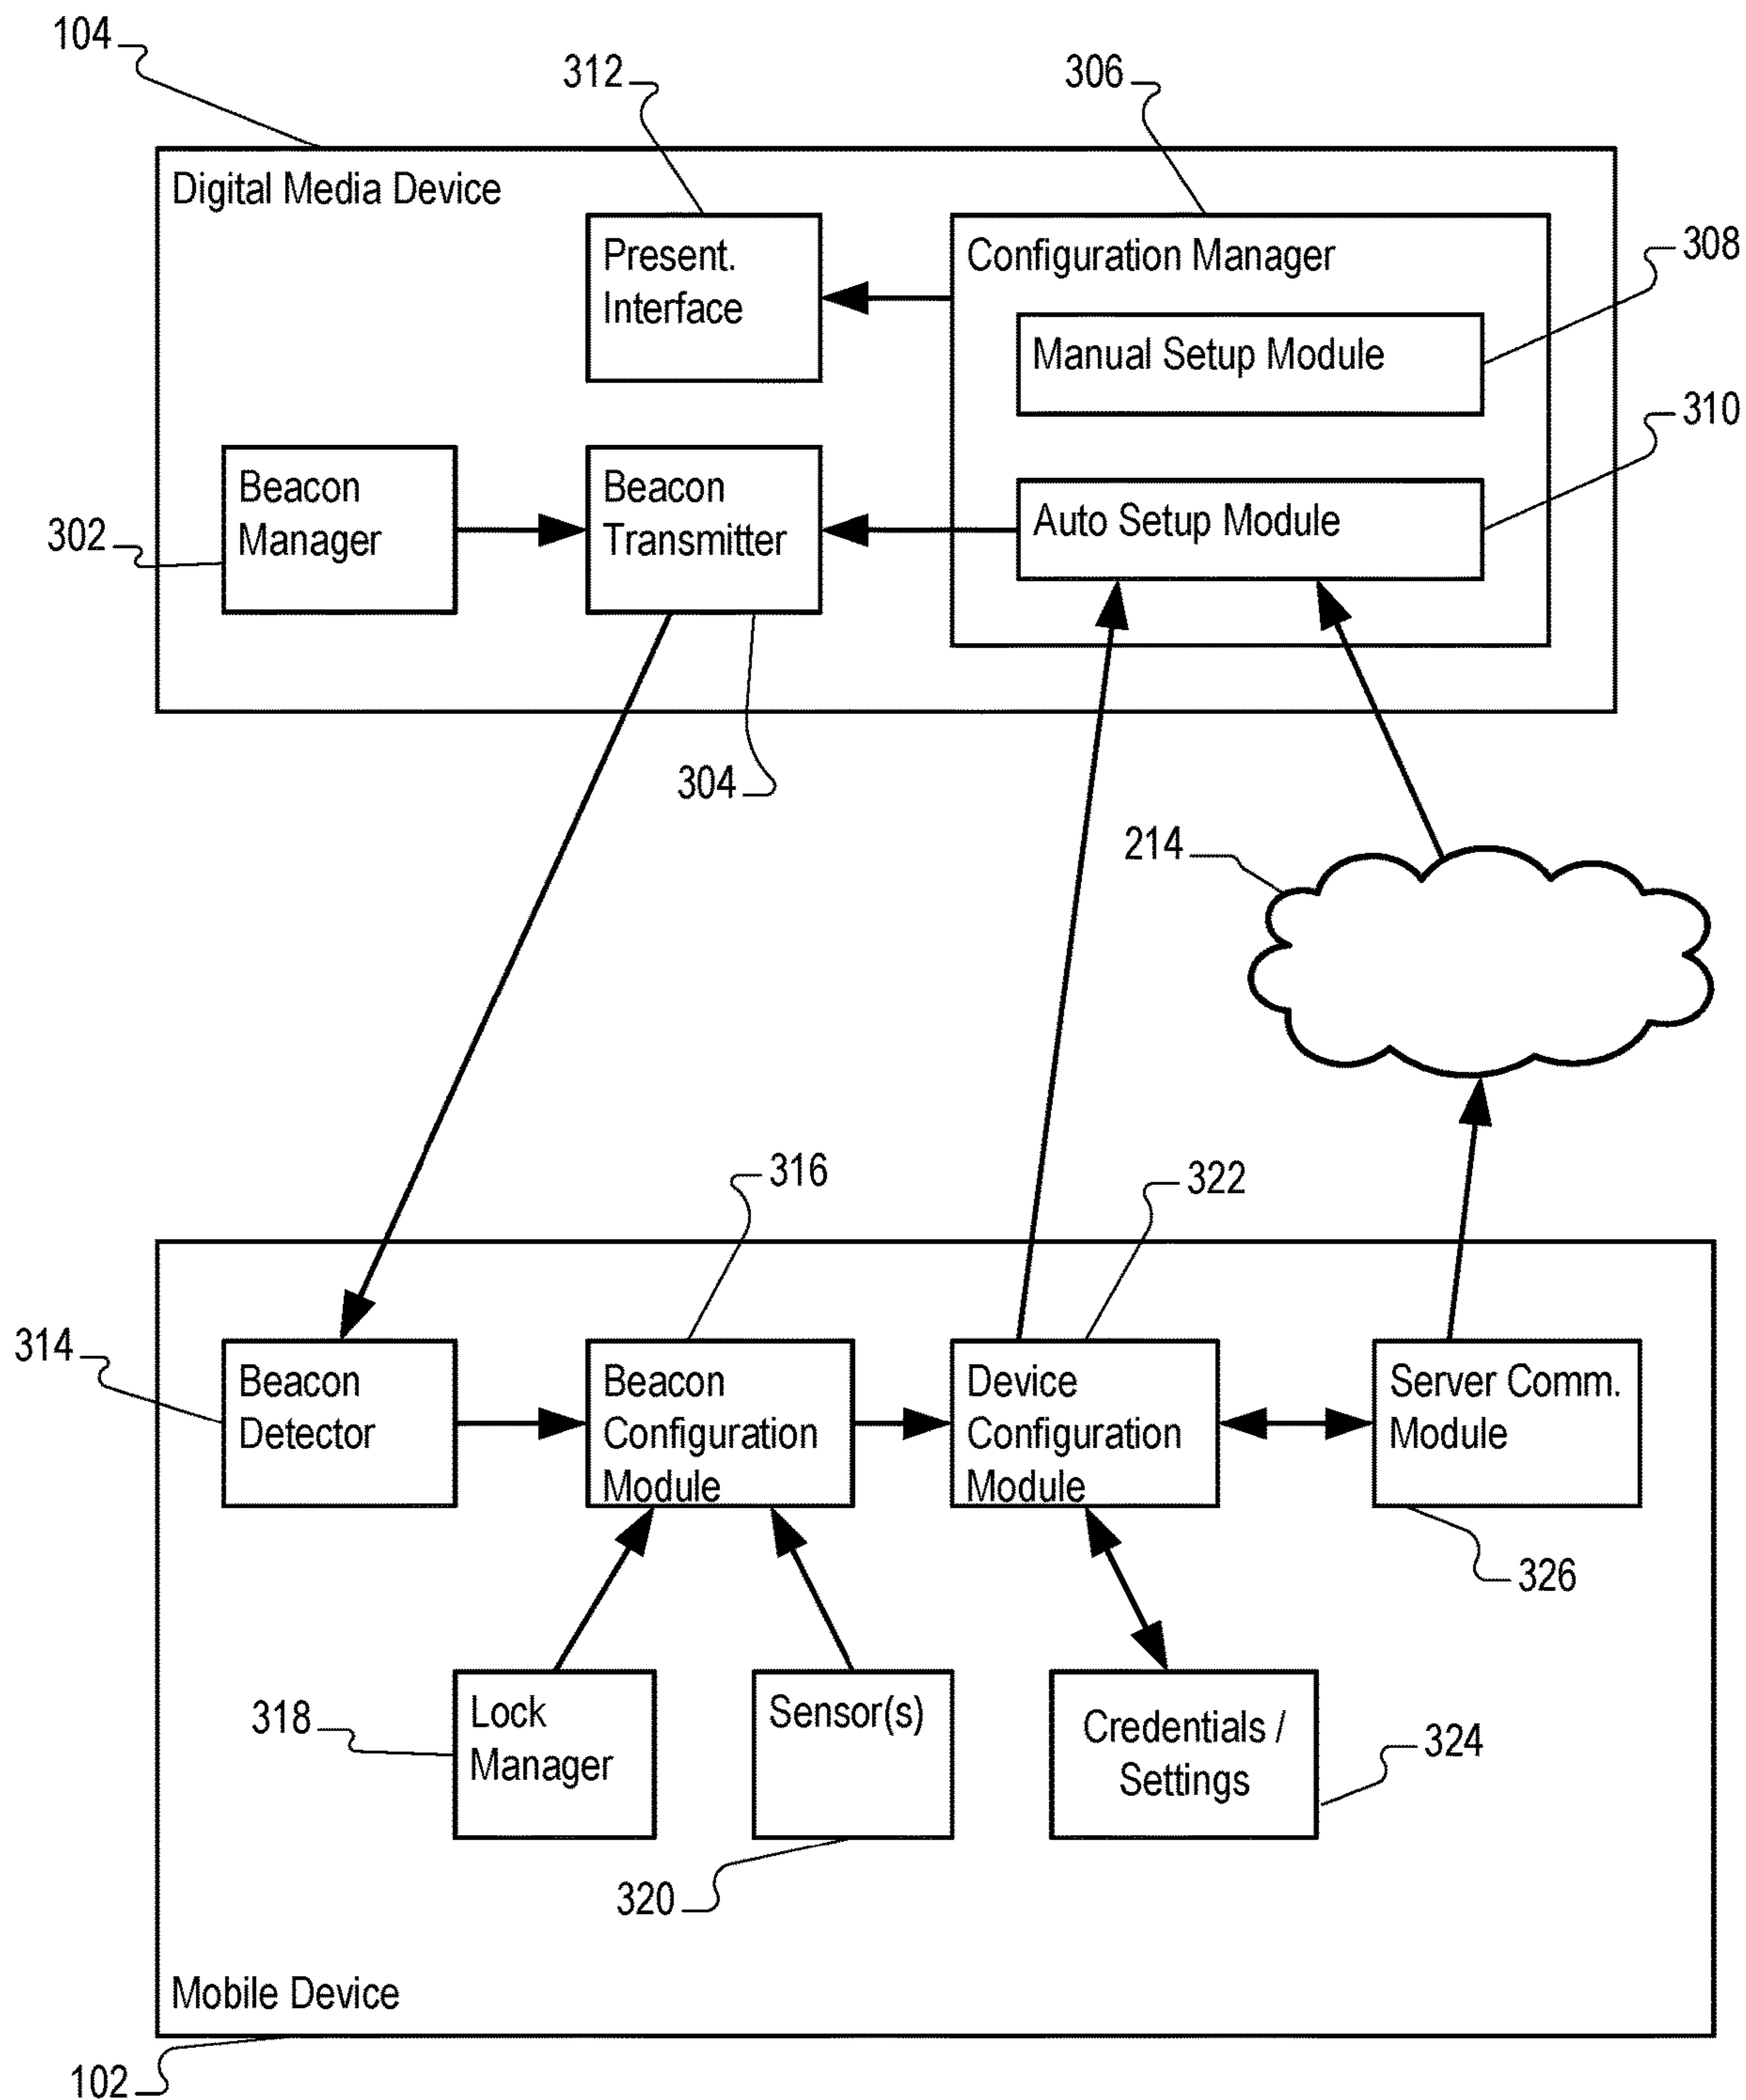 104
312
306
Digital Media Device
Present.
Interface
Configuration Manager
308
Manual Setup Module
310
Beacon
Manager
Beacon
Transmitter
Auto Setup Module
302
304
214
316
322
314
Beacon
Detector
Beacon
Configuration
Module
Device
Configuration
Module
Server Comm.
Module
326
318
Lock
Manager
Sensor(s)
Credentials /
Settings
324
320
Mobile Device
102